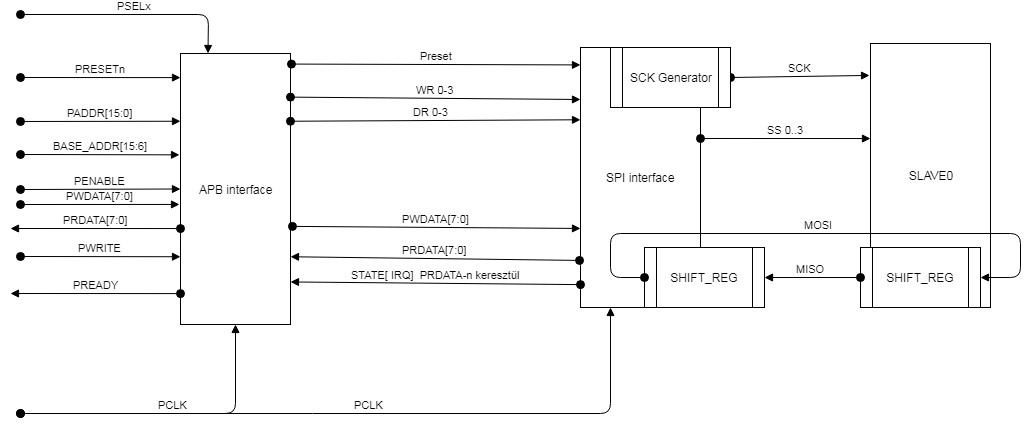 PSELx
PRESETn
PADDR[15:0]
BASE_ADDR[15:6]
PENABLE
PWDATA[7:0]
PRDATA[7:0]
PWRITE
PREADY
APB interface
Preset
WR 0-3
DR 0-3
PWDATA[7:0]
PRDATA[7:0]
STATE[ IRQ] PRDATA-n keresztül
SCK Generator
SPI interface
SCK
SS 0..3
SLAVE0
MOSI
SHIFT_REG
MISO
SHIFT_REG
PCLK
PCLK